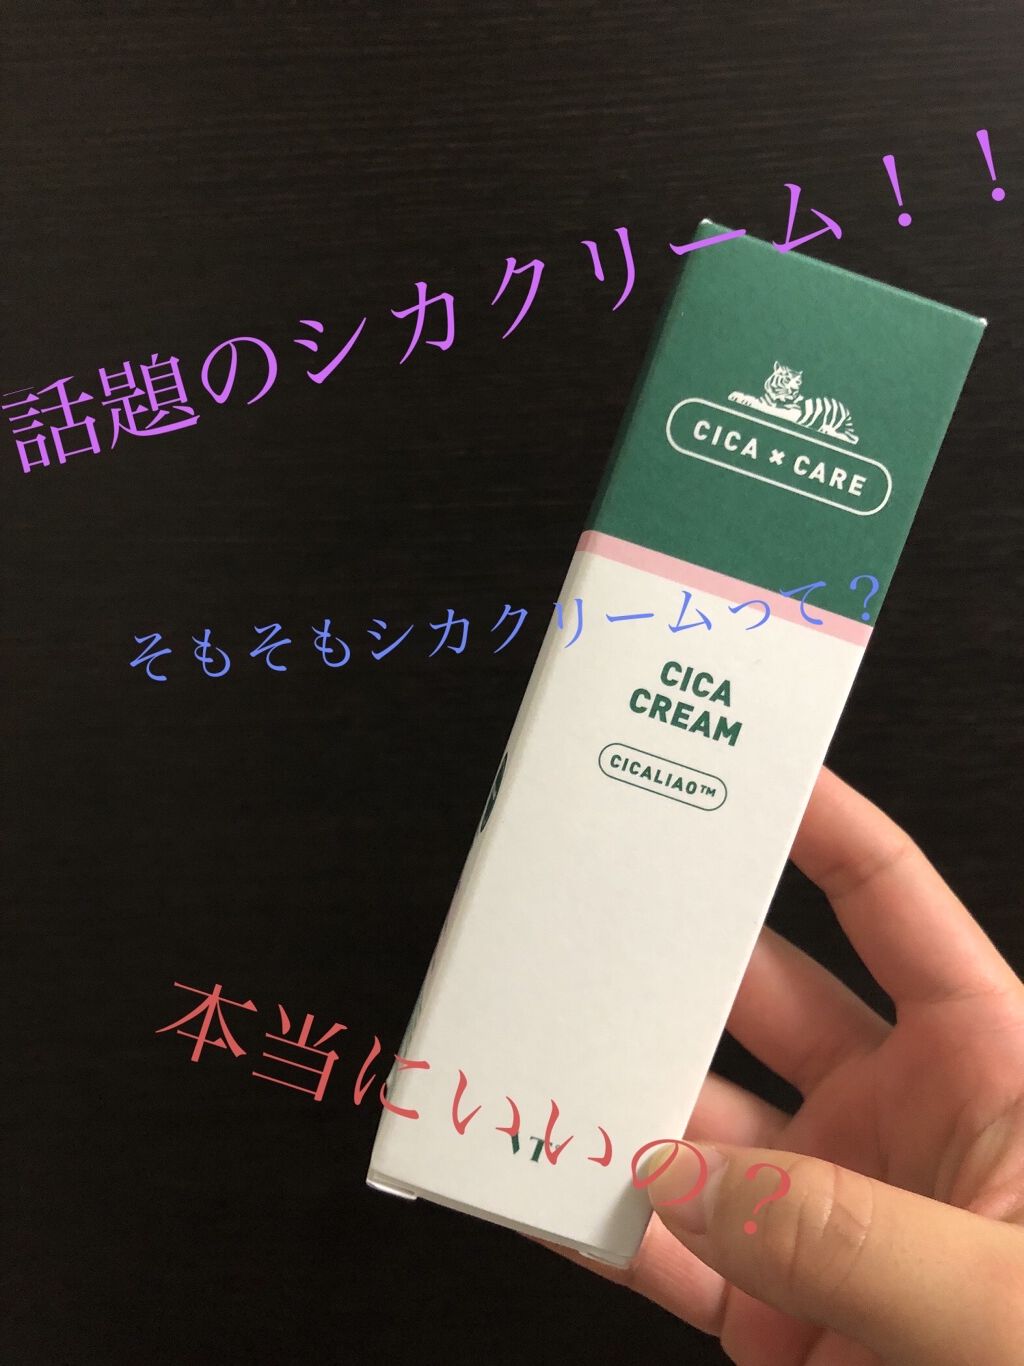 話題のシカクリーム！！
CICA × CARE
そもそもシカクリームって？
CICA
CREAM
CICALIAO™
本当にいいの？